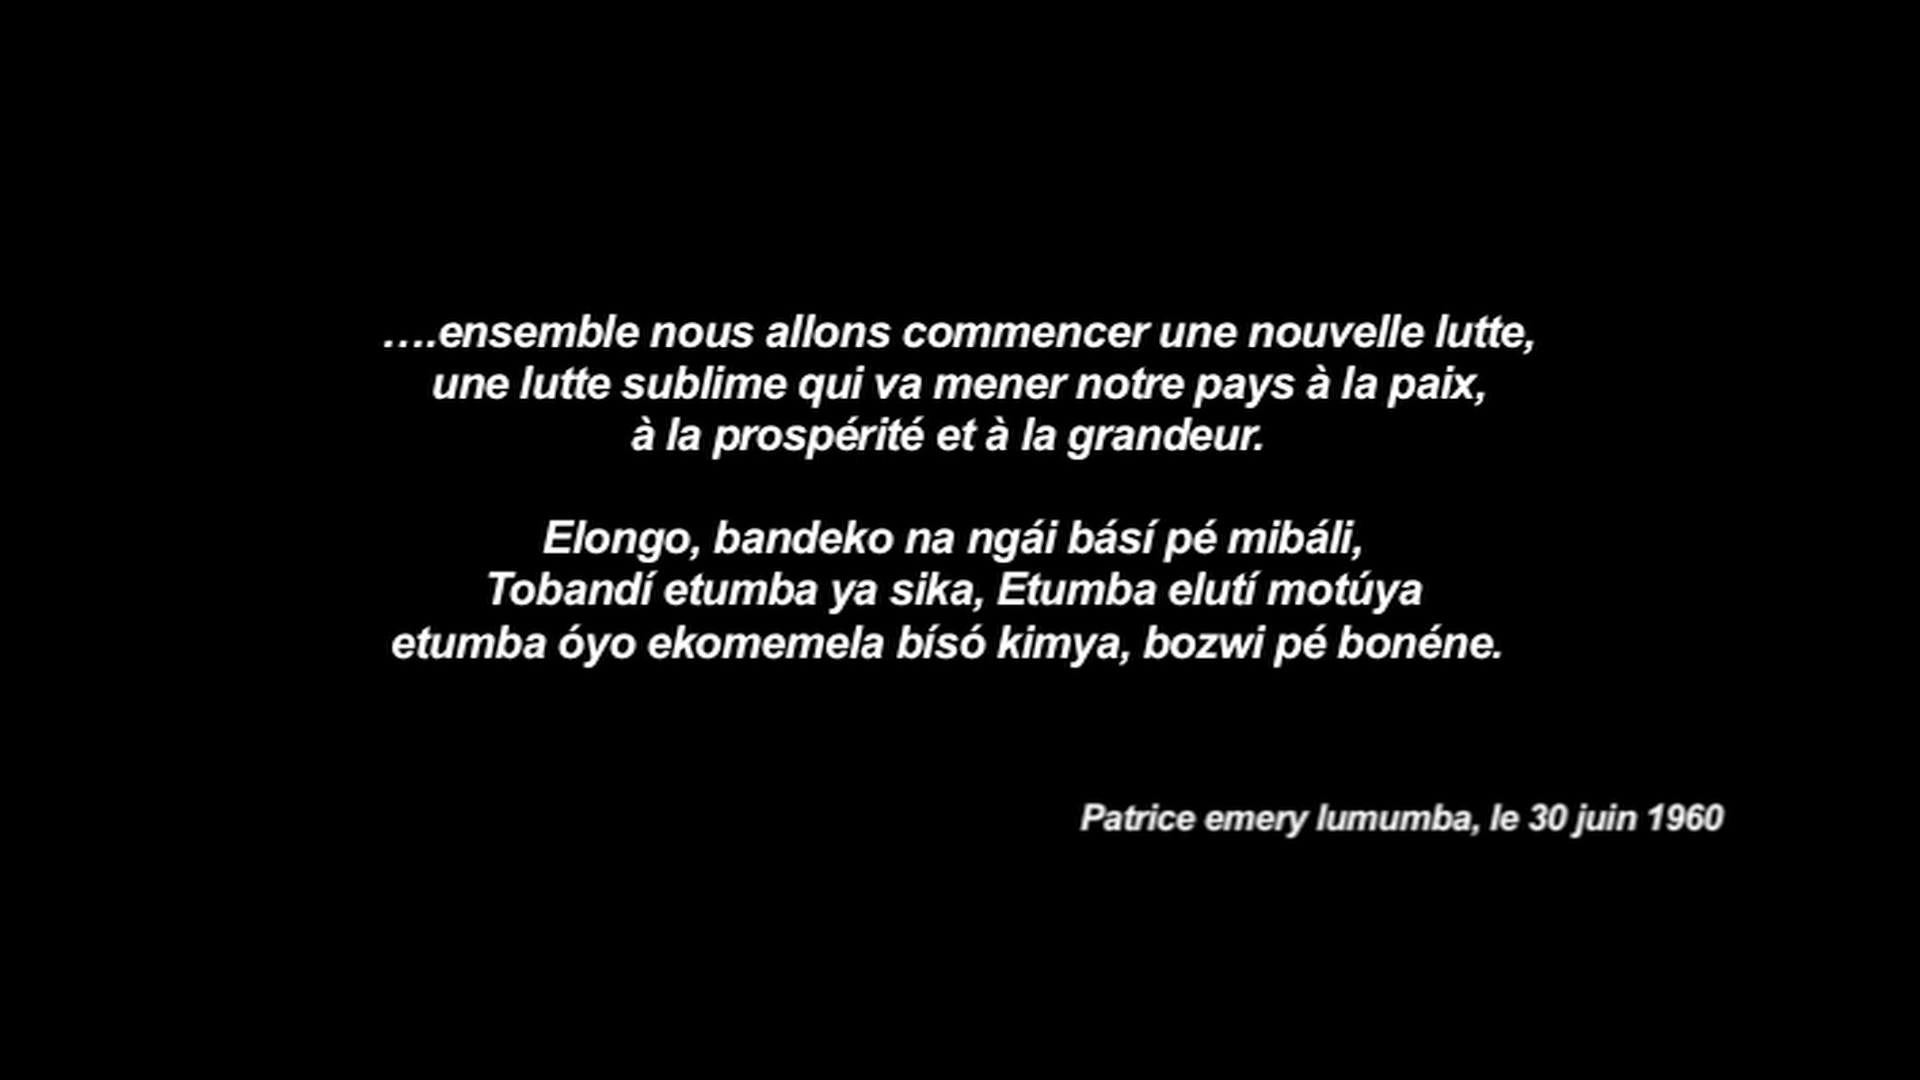 ….ensemble nous allons commencer une nouvelle lutte,
une lutte sublime qui va mener notre pays à la paix,
à la prospérité et à la grandeur.
Elongo, bandeko na ngái básí pé mibáli,
Tobandí etumba ya sika, Etumba elutí motúya
etumba óyo ekomemela bísó kimya, bozwi pé bonéne.
Patrice emery lumumba, le 30 juin 1960